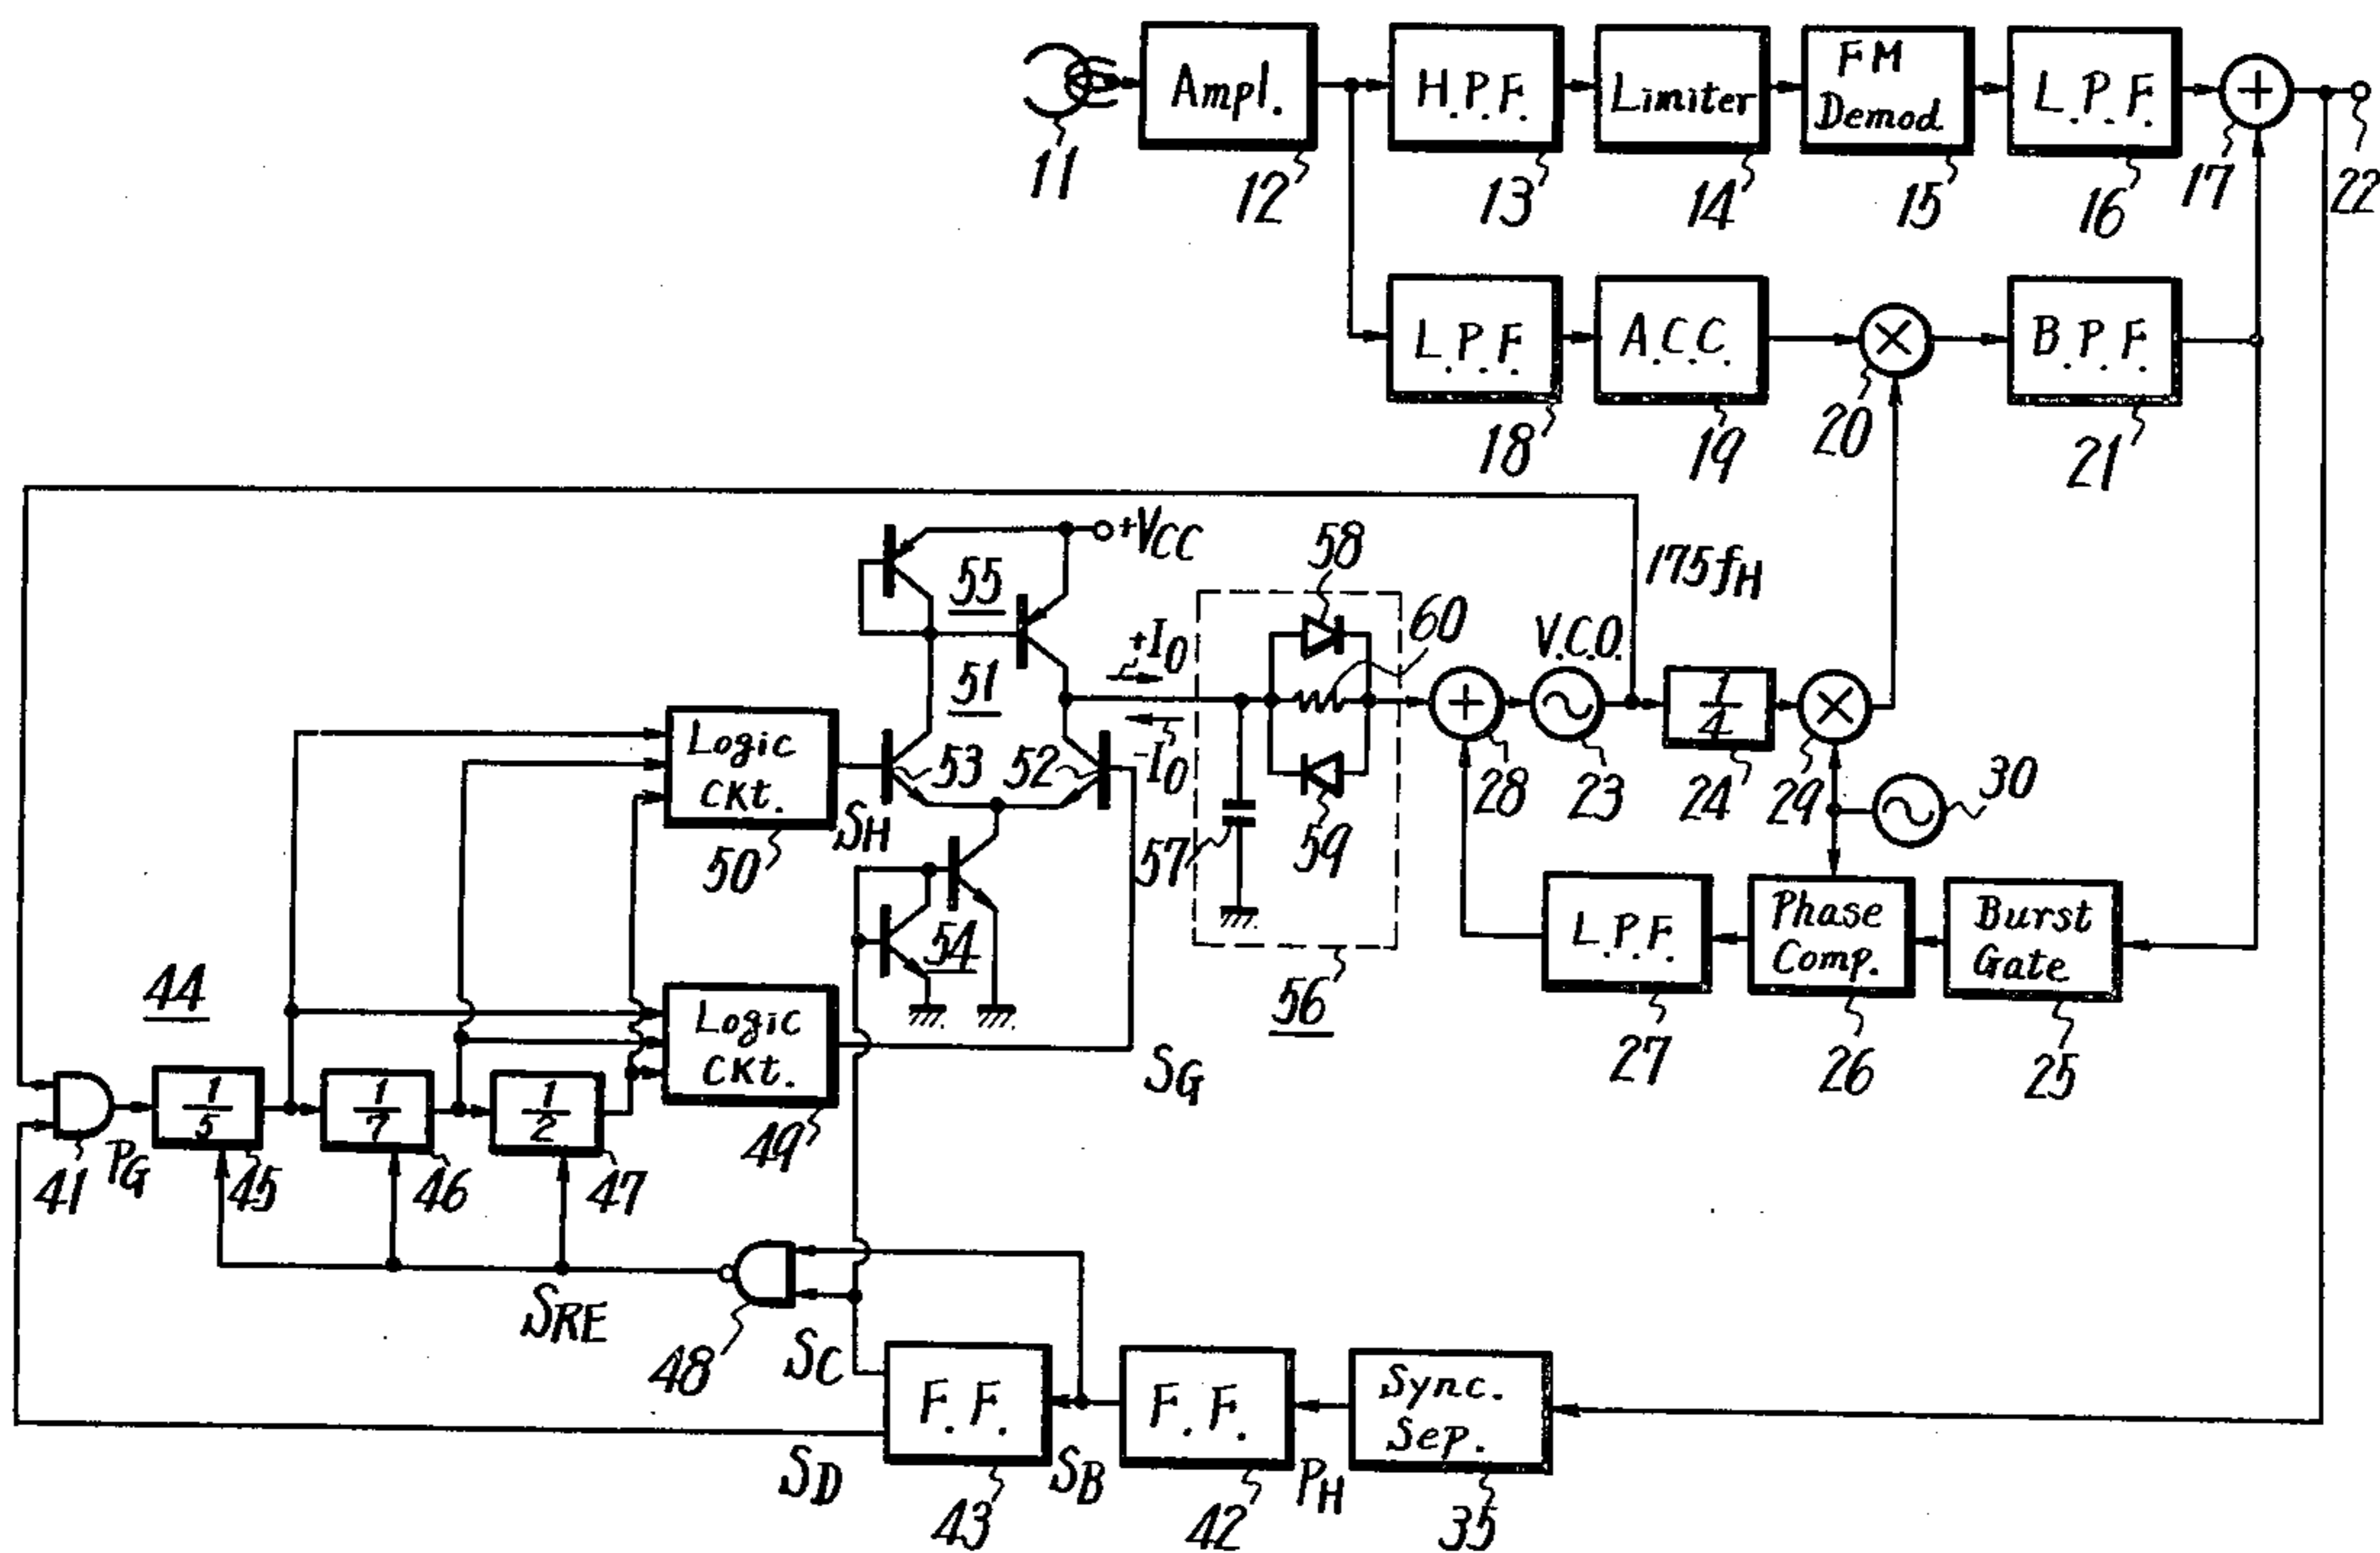 Ampl.
H.P.F.
Limiter
FM
Demod.
L.P.F.
+
11
12
13
14
15
16
17
22
L.P.F.
A.C.C.
×
B.P.F.
18
19
20
21
+VCC
55
58
175fH
60
V.C.O.
+I0
51
+
1/4
×
Logic
CKt.
53
52
-I0
28
23
24
29
30
SH
50
57
59
54
L.P.F.
Phase
Comp.
Burst
Gate
44
56
27
26
25
Logic
CKt.
SG
1/5
1/7
1/2
49
41
PG
45
46
47
SRE
48
SC
F.F.
F.F.
Sync.
Sep.
SD
SB
PH
43
42
35